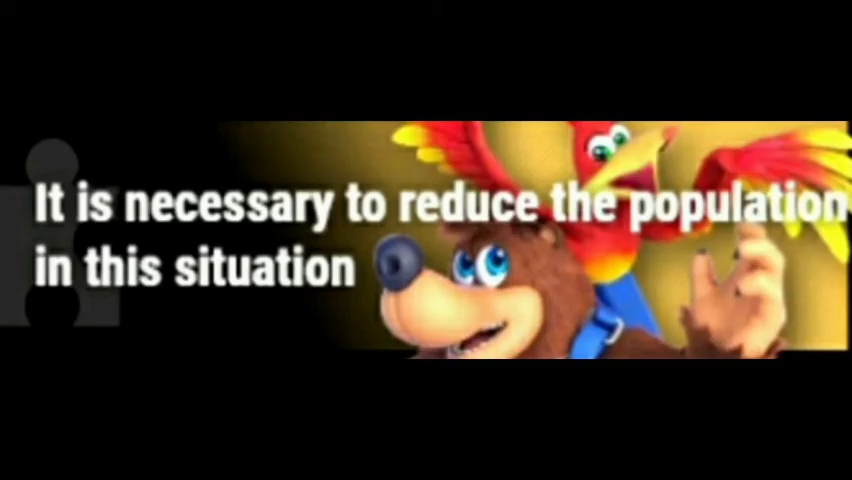 It is necessary to reduce the population
in this situation